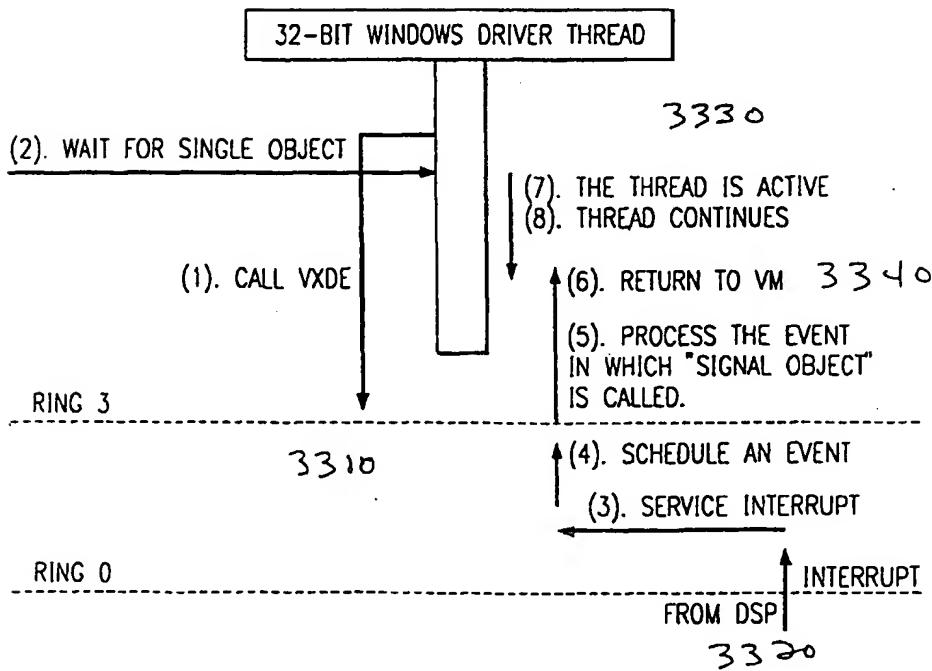 32-BIT WINDOWS DRIVER THREAD
3330
(2). WAIT FOR SINGLE OBJECT
(7). THE THREAD IS ACTIVE
(8). THREAD CONTINUES
(1). CALL VXDE
(6). RETURN TO VM 3340
(5). PROCESS THE EVENT
IN WHICH "SIGNAL OBJECT"
IS CALLED.
RING 3
3310
(4). SCHEDULE AN EVENT
(3). SERVICE INTERRUPT
RING 0
INTERRUPT
FROM DSP
3320